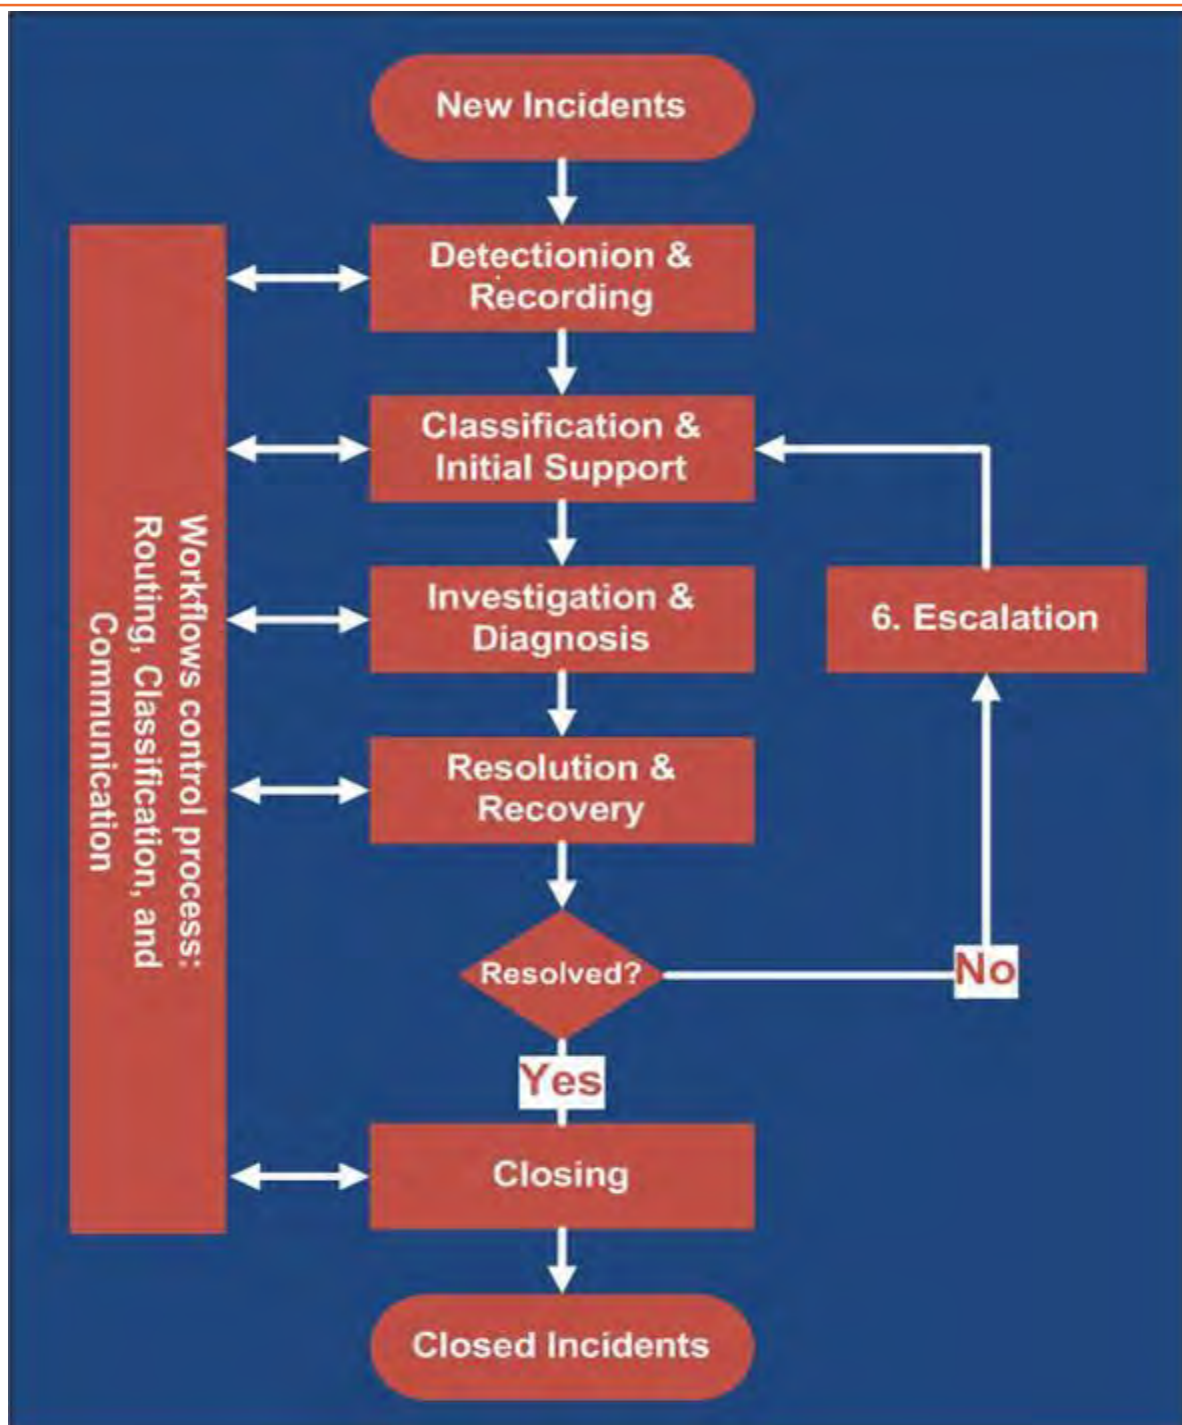 New Incidents
Detectionion &
Recording
Classification &
Initial Support
Investigation &
Diagnosis
6. Escalation
Resolution &
Recovery
Workflows control process:
Routing, Classification, and
Communication
Resolved?
No
Yes
Closing
Closed Incidents